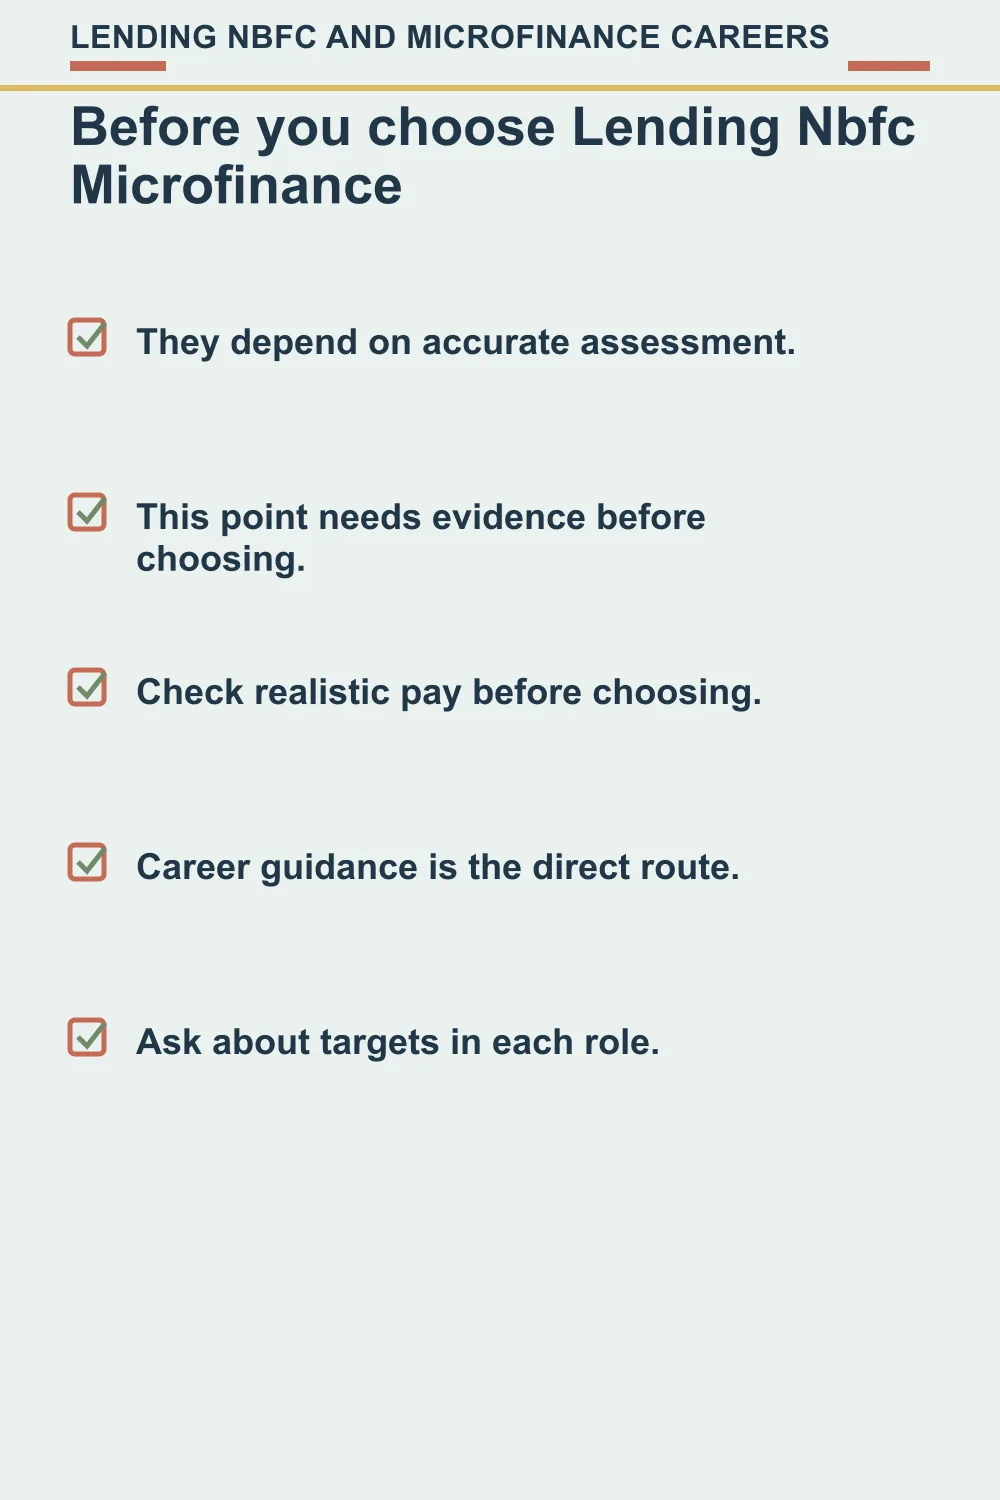 LENDING NBFC AND MICROFINANCE CAREERS
Before you choose Lending Nbfc
Microfinance
They depend on accurate assessment.
This point needs evidence before
choosing.
Check realistic pay before choosing.
Career guidance is the direct route.
Ask about targets in each role.